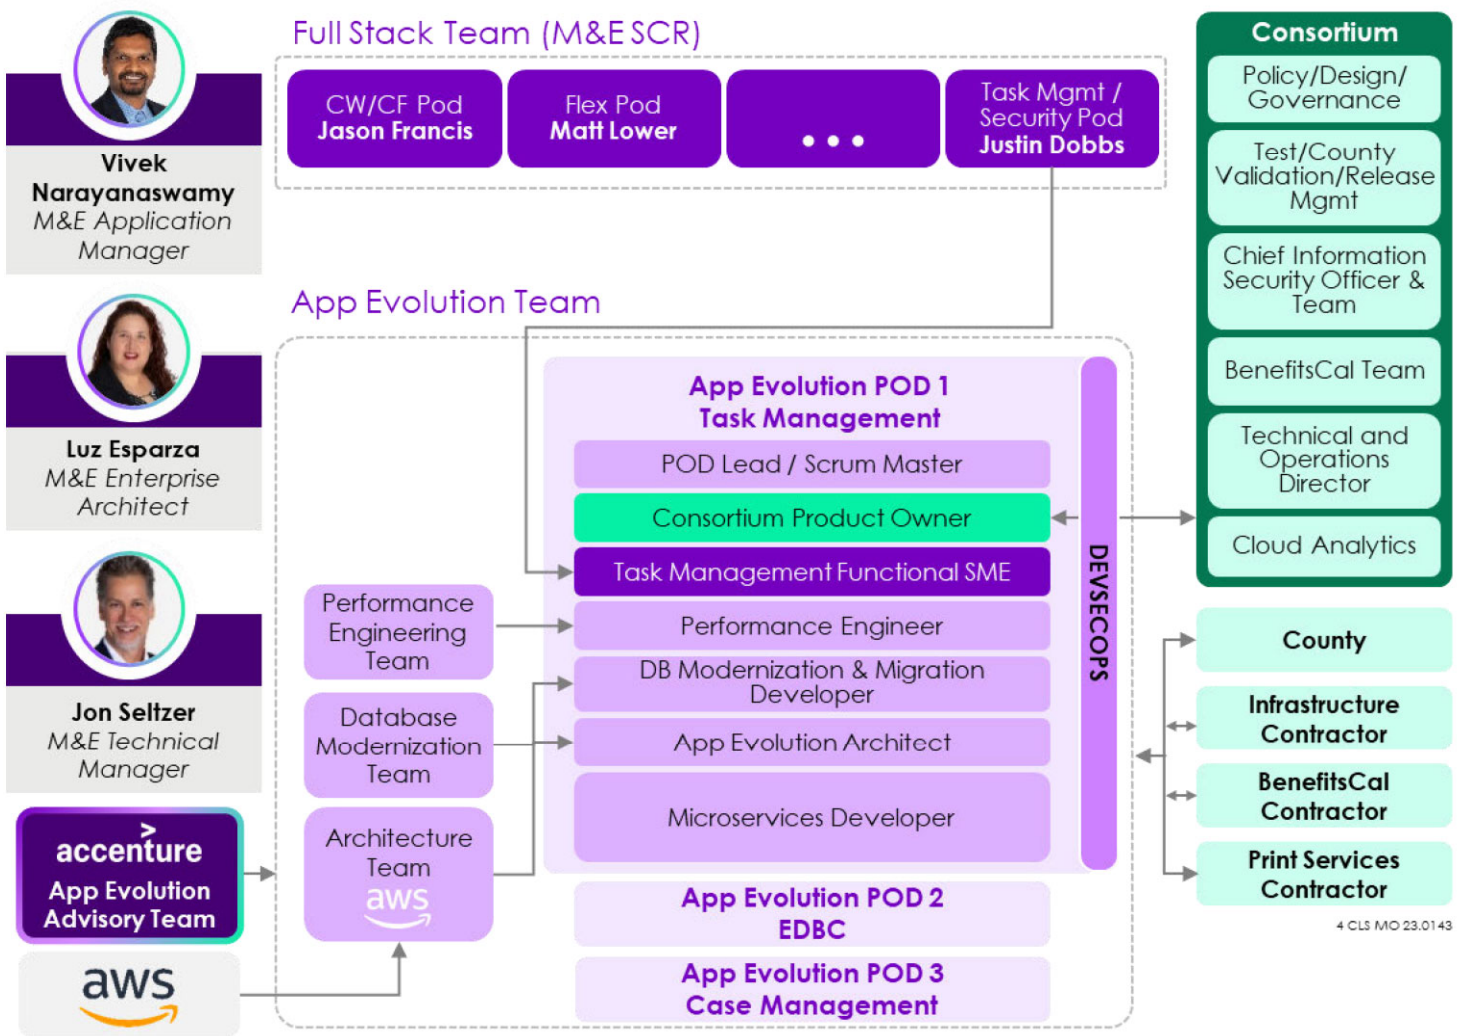 Full Stack Team (M&E SCR)
CW/CF Pod
Jason Francis
Flex Pod
Matt Lower
...
Task Mgmt /
Security Pod
Justin Dobbs
Vivek
Narayanaswamy
M&E Application
Manager
Luz Esparza
M&E Enterprise
Architect
Jon Seltzer
M&E Technical
Manager
accenture
App Evolution
Advisory Team
aws
App Evolution Team
Performance
Engineering
Team
Database
Modernization
Team
Architecture
Team
aws
App Evolution POD 1
Task Management
POD Lead / Scrum Master
Consortium Product Owner
Task Management Functional SME
Performance Engineer
DB Modernization & Migration
Developer
App Evolution Architect
Microservices Developer
DEVSECOPS
App Evolution POD 2
EDBC
App Evolution POD 3
Case Management
Consortium
Policy/Design/
Governance
Test/County
Validation/Release
Mgmt
Chief Information
Security Officer &
Team
BenefitsCal Team
Technical and
Operations
Director
Cloud Analytics
County
Infrastructure
Contractor
BenefitsCal
Contractor
Print Services
Contractor
4 CLS MO 23.0143